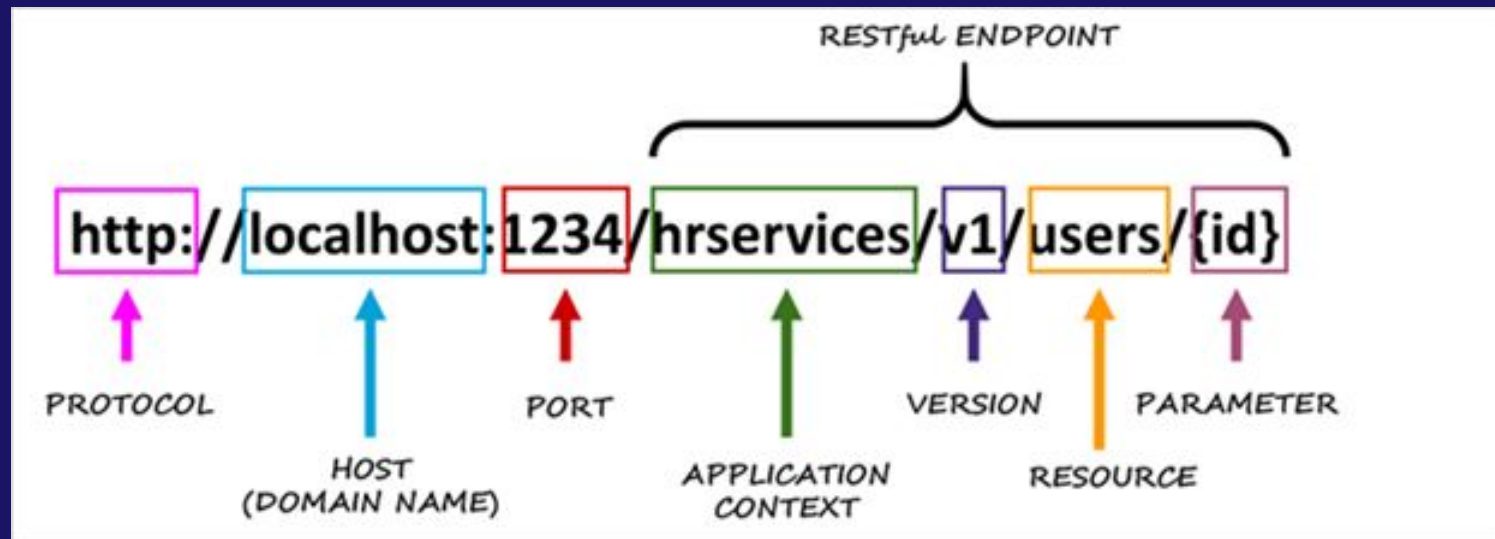 RESTful ENDPOINT
http://localhost:1234/hrservices/v1/users/{id}
PROTOCOL
HOST
(DOMAIN NAME)
PORT
APPLICATION
CONTEXT
VERSION
RESOURCE
PARAMETER